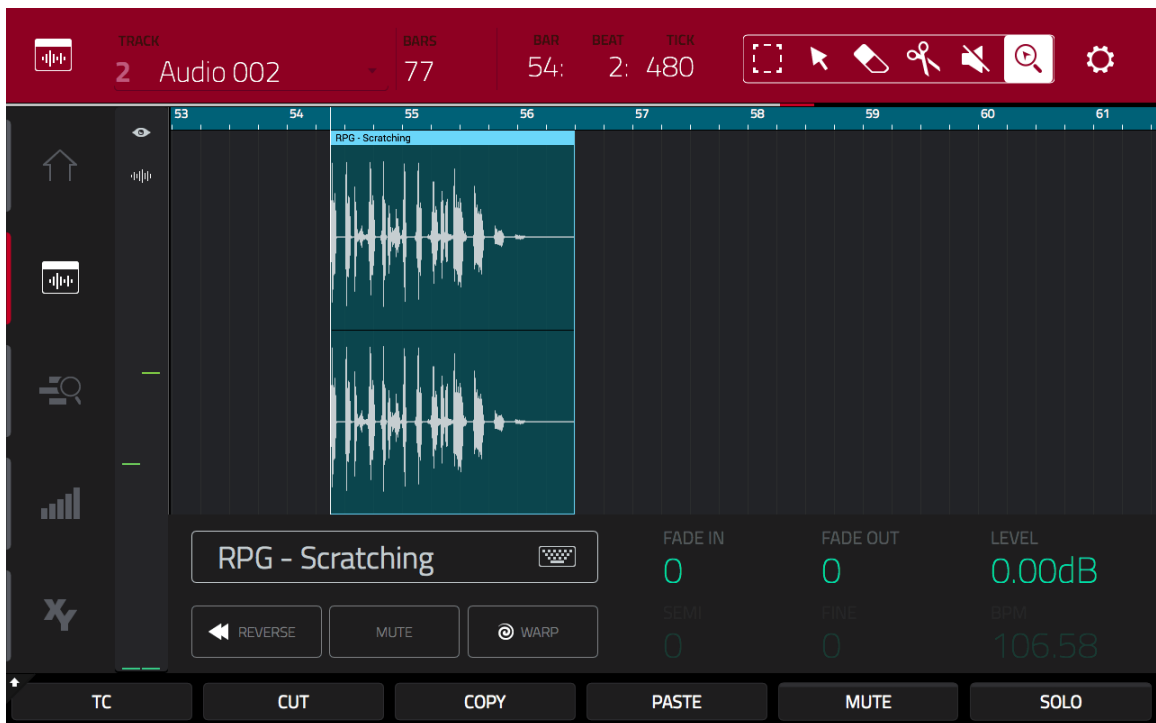 TRACK BARS BAR BEAT TICK
2 Audio 002 77 54: 2: 480
53 54 55 56 57 58 59 60 61
RPG - Scratching
RPG - Scratching
FADE IN FADE OUT LEVEL
0 0 0.00dB
REVERSE MUTE WARP
SEMI FINE BPM
0 0 106.58
XY
TC CUT COPY PASTE MUTE SOLO